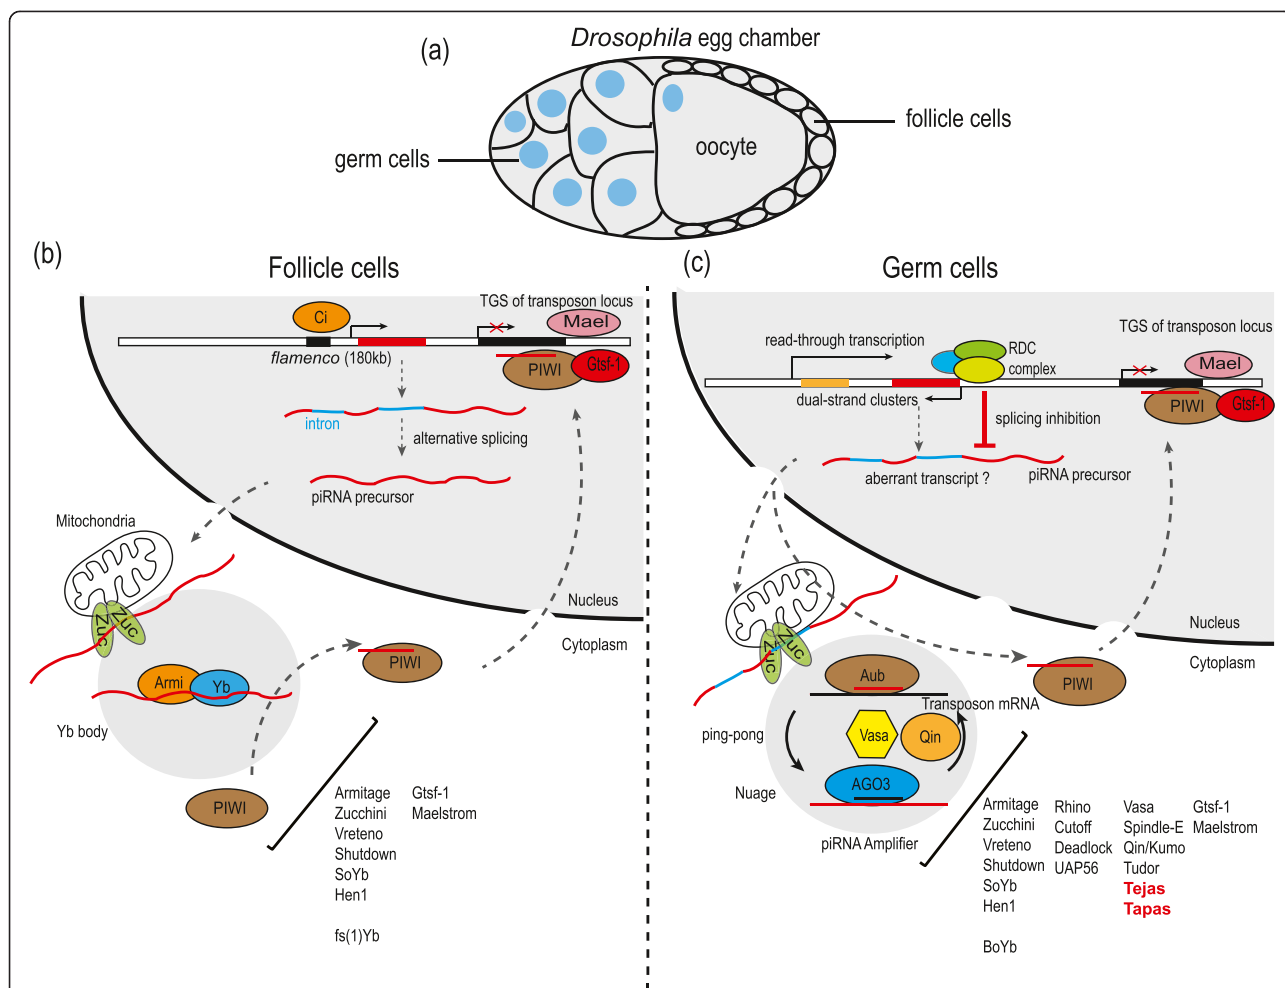 (a)
Drosophila egg chamber
follicle cells
germ cells
oocyte
(b)
Follicle cells
TGS of transposon locus
Ci
Mael
flamenco (180kb)
PIWI
Gtsf-1
intron
alternative splicing
piRNA precursor
Mitochondria
Zuc
Zuc
Nucleus
Cytoplasm
PIWI
Armi
Yb
Yb body
PIWI
Armitage
Zucchini
Vreteno
Shutdown
SoYb
Hen1
fs(1)Yb
Gtsf-1
Maelstrom
(c)
Germ cells
TGS of transposon locus
read-through transcription
RDC
complex
Mael
dual-strand clusters
PIWI
Gtsf-1
splicing inhibition
aberrant transcript ?
piRNA precursor
Nucleus
Cytoplasm
Zuc
Zuc
Aub
PIWI
Transposon mRNA
ping-pong
Vasa
Qin
Nuage
AGO3
piRNA Amplifier
Armitage
Zucchini
Vreteno
Shutdown
SoYb
Hen1
BoYb
Rhino
Cutoff
Deadlock
UAP56
Vasa
Spindle-E
Qin/Kumo
Tudor
Tejas
Tapas
Gtsf-1
Maelstrom